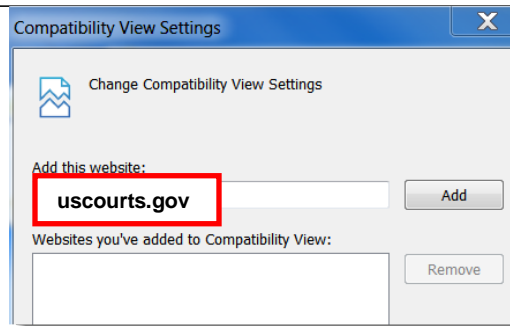 Compatibility View Settings
X
Change Compatibility View Settings
Add this website:
uscourts.gov
Add
Websites you've added to Compatibility View:
Remove